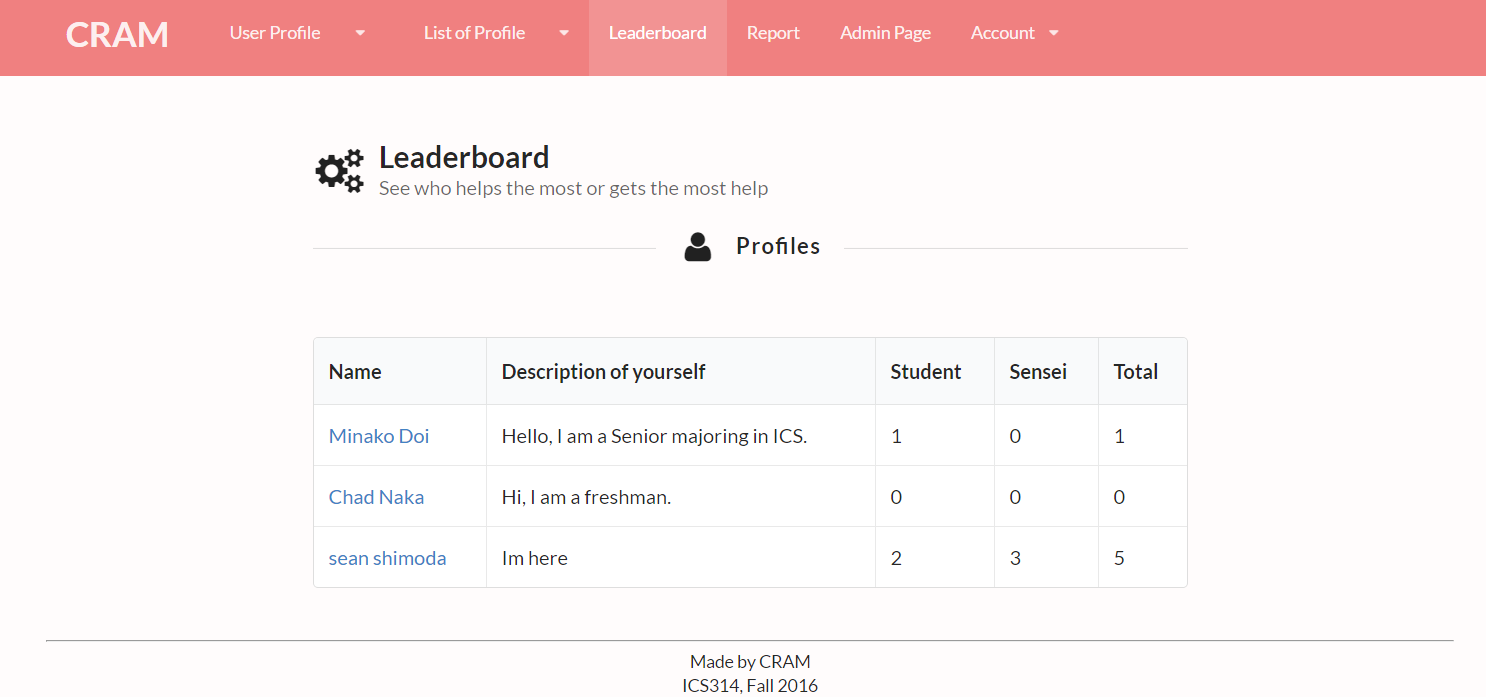 CRAM User Profile List of Profile Leaderboard Report Admin Page Account
Leaderboard
See who helps the most or gets the most help
Profiles
Name Description of yourself Student Sensei Total
Minako Doi Hello, I am a Senior majoring in ICS. 1 0 1
Chad Naka Hi, I am a freshman. 0 0 0
sean shimoda Im here 2 3 5
Made by CRAM
ICS314, Fall 2016